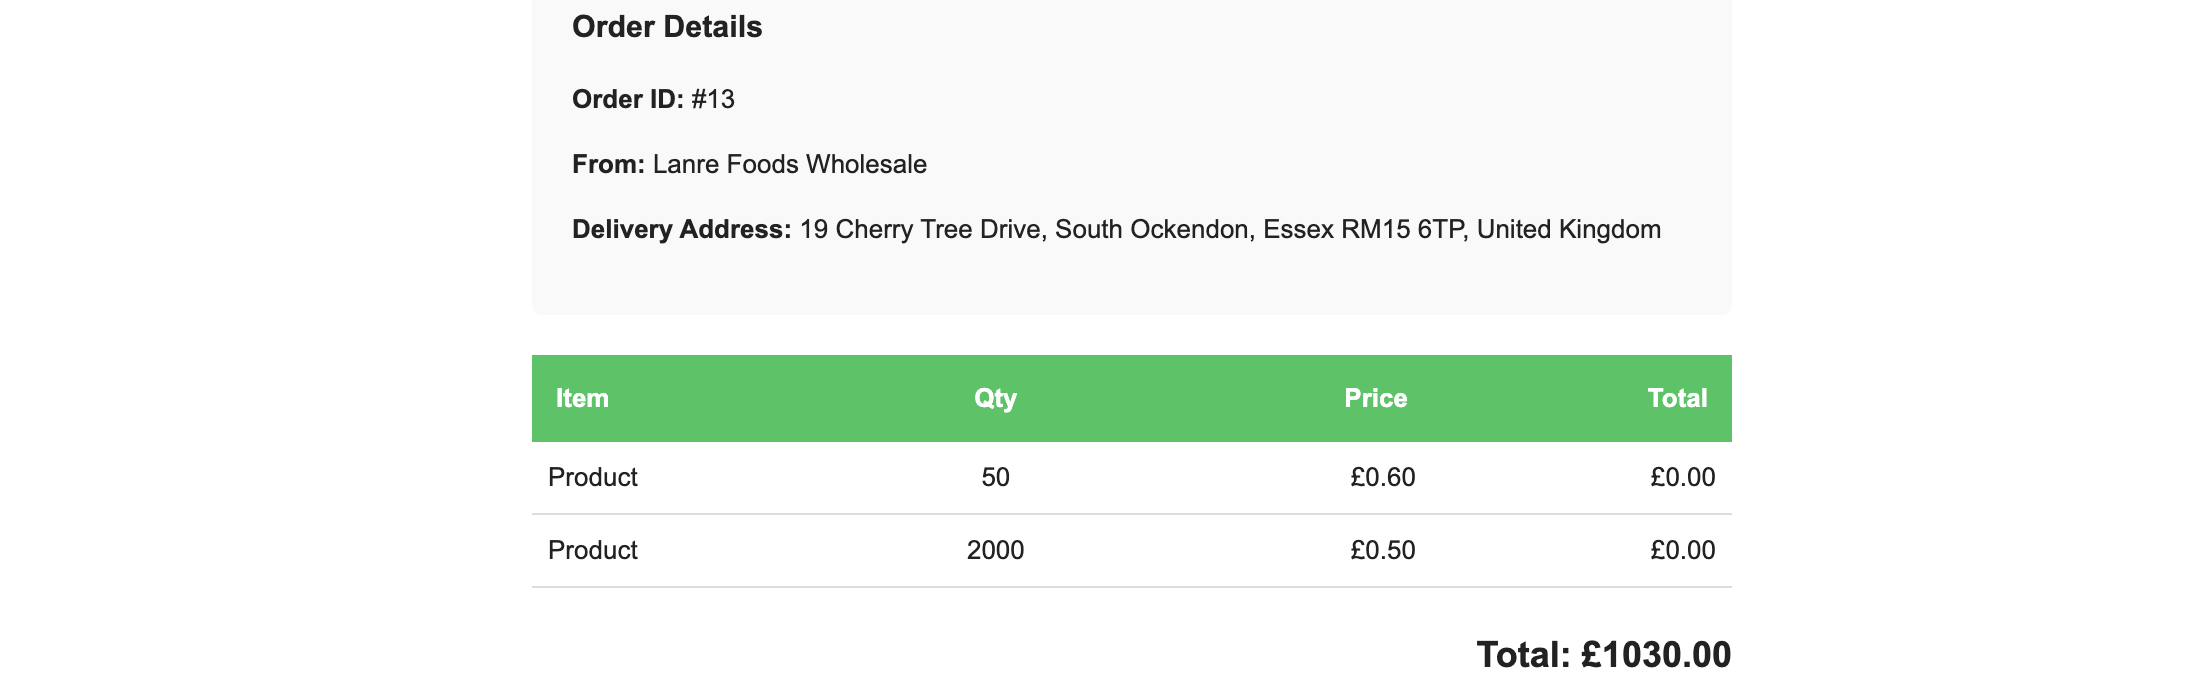 Order Details
Order ID: #13
From: Lanre Foods Wholesale
Delivery Address: 19 Cherry Tree Drive, South Ockendon, Essex RM15 6TP, United Kingdom
Item Qty Price Total
Product 50 £0.60 £0.00
Product 2000 £0.50 £0.00
Total: £1030.00